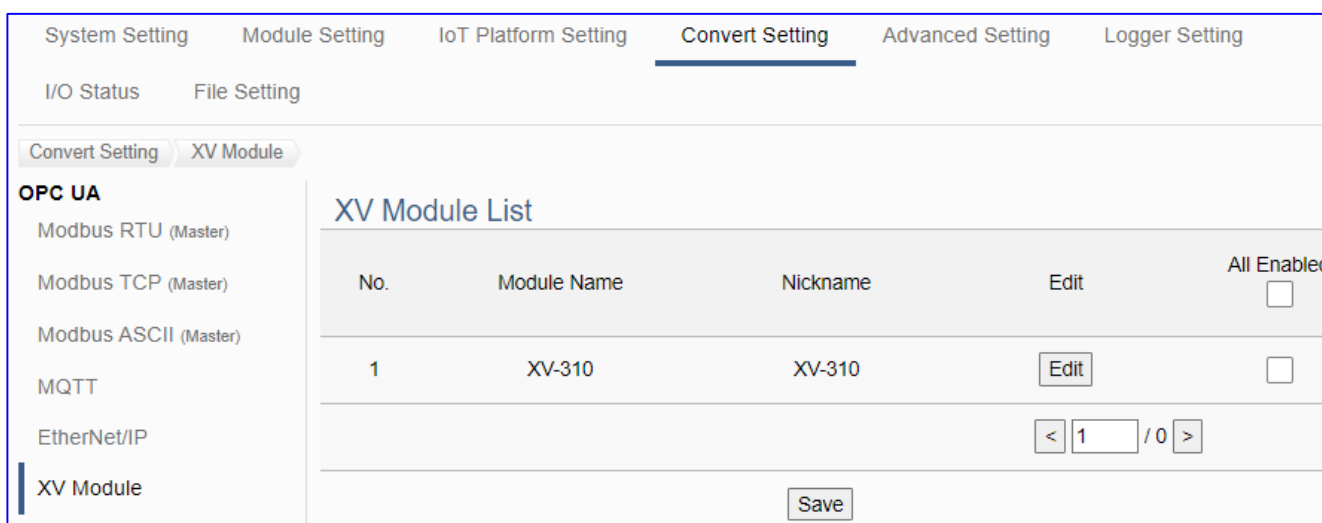 System Setting Module Setting IoT Platform Setting Convert Setting Advanced Setting Logger Setting
I/O Status File Setting
Convert Setting XV Module
OPC UA
Modbus RTU (Master)
Modbus TCP (Master)
Modbus ASCII (Master)
MQTT
EtherNet/IP
XV Module
XV Module List
No. Module Name Nickname Edit All Enabled
1 XV-310 XV-310 Edit
< 1 / 0 >
Save